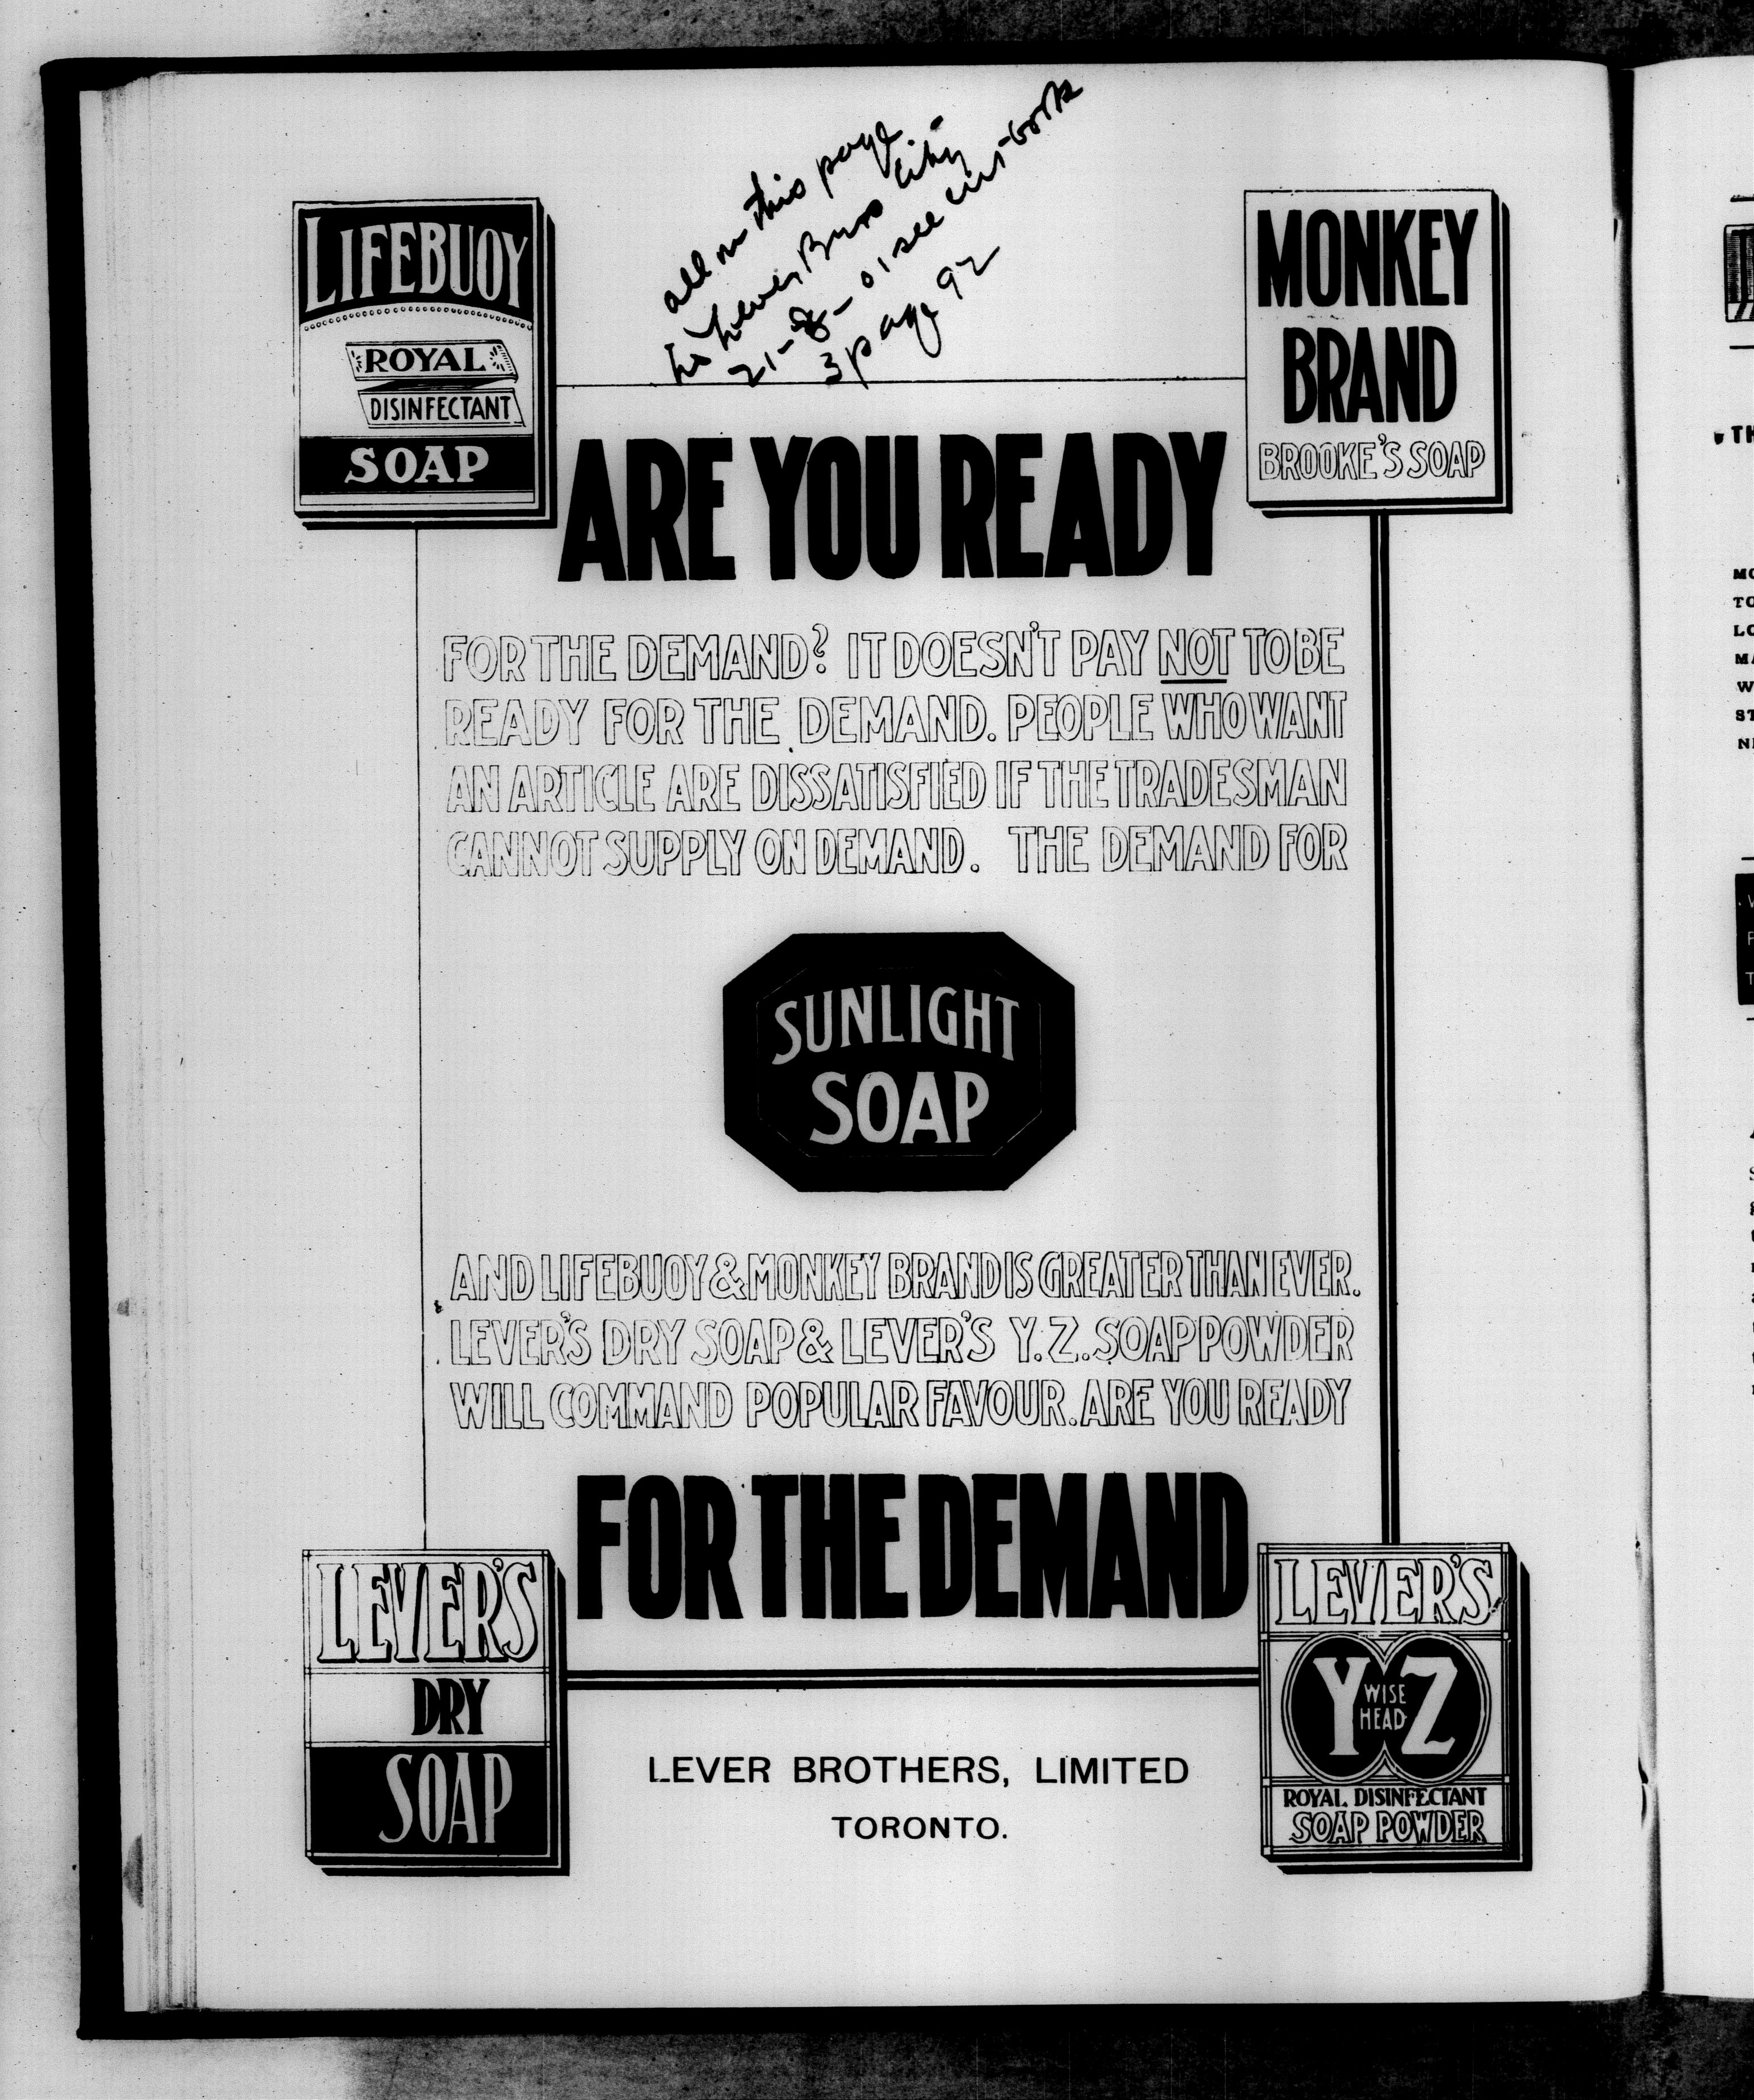 all on this page
to Lever Bros City
21-8-01 see cut-book
3 page 92
LIFEBUOY
ROYAL
DISINFECTANT
SOAP
MONKEY
BRAND
BROOKE'S SOAP
ARE YOU READY
FOR THE DEMAND? IT DOESN'T PAY NOT TO BE
READY FOR THE DEMAND. PEOPLE WHO WANT
AN ARTICLE ARE DISSATISFIED IF THE TRADESMAN
CANNOT SUPPLY ON DEMAND. THE DEMAND FOR
SUNLIGHT
SOAP
AND LIFEBUOY & MONKEY BRAND IS GREATER THAN EVER.
LEVER'S DRY SOAP & LEVER'S Y.Z. SOAP POWDER
WILL COMMAND POPULAR FAVOUR. ARE YOU READY
FOR THE DEMAND
LEVER'S
DRY
SOAP
LEVER'S
Y WISE HEAD Z
ROYAL DISINFECTANT
SOAP POWDER
LEVER BROTHERS, LIMITED
TORONTO.